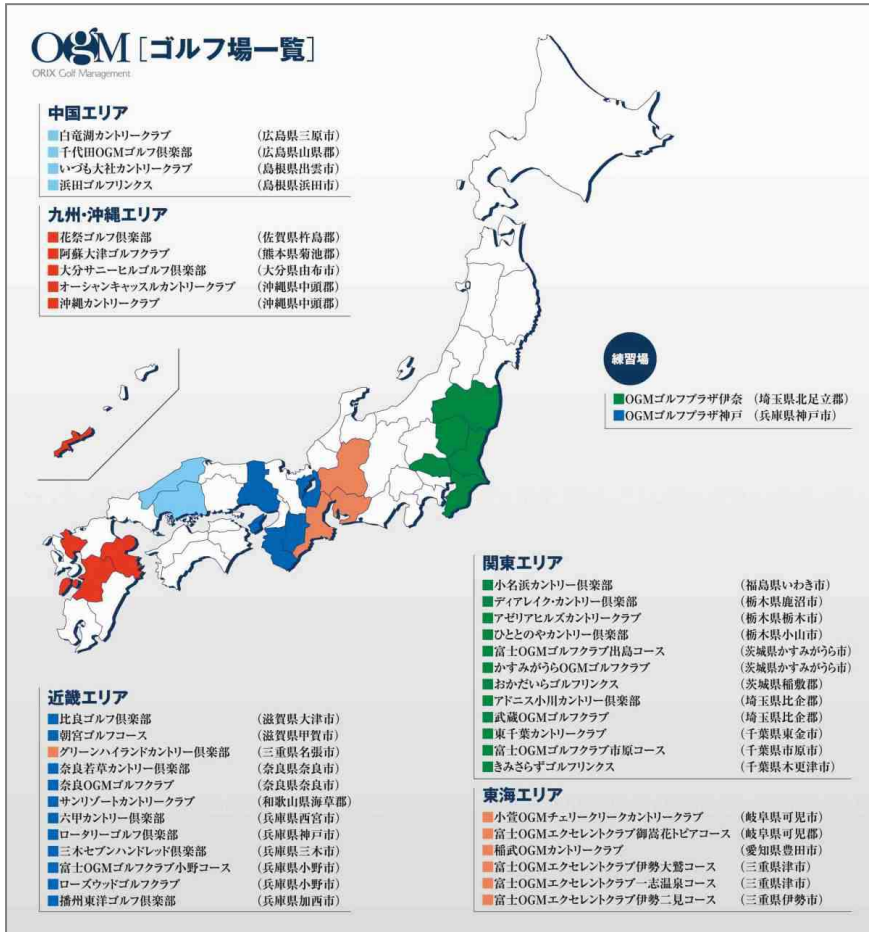 OGM [ゴルフ場一覧]
ORIX Golf Management
中国エリア
白竜湖カントリークラブ （広島県三原市）
千代田OGMゴルフ倶楽部 （広島県山県郡）
いづも大社カントリークラブ （島根県出雲市）
浜田ゴルフリンクス （島根県浜田市）
九州・沖縄エリア
花祭ゴルフ倶楽部 （佐賀県杵島郡）
阿蘇大津ゴルフクラブ （熊本県菊池郡）
大分サニーヒルゴルフ倶楽部 （大分県由布市）
オーシャンキャッスルカントリークラブ （沖縄県中頭郡）
沖縄カントリークラブ （沖縄県中頭郡）
練習場
OGMゴルフプラザ伊奈 （埼玉県北足立郡）
OGMゴルフプラザ神戸 （兵庫県神戸市）
関東エリア
小名浜カントリー倶楽部 （福島県いわき市）
ディアレイク・カントリー倶楽部 （栃木県鹿沼市）
アゼリアヒルズカントリークラブ （栃木県栃木市）
ひととのやカントリー倶楽部 （栃木県小山市）
富士OGMゴルフクラブ出島コース （茨城県かすみがうら市）
かすみがうらOGMゴルフクラブ （茨城県かすみがうら市）
おかだいらゴルフリンクス （茨城県稲敷郡）
アドニス小川カントリー倶楽部 （埼玉県比企郡）
武蔵OGMゴルフクラブ （埼玉県比企郡）
東千葉カントリークラブ （千葉県東金市）
富士OGMゴルフクラブ市原コース （千葉県市原市）
きみさらずゴルフリンクス （千葉県木更津市）
近畿エリア
比良ゴルフ倶楽部 （滋賀県大津市）
朝宮ゴルフコース （滋賀県甲賀市）
グリーンハイランドカントリー倶楽部 （三重県名張市）
奈良若草カントリー倶楽部 （奈良県奈良市）
奈良OGMゴルフクラブ （奈良県奈良市）
サンリゾートカントリークラブ （和歌山県海草郡）
六甲カントリー倶楽部 （兵庫県西宮市）
ロータリーゴルフ倶楽部 （兵庫県神戸市）
三木セブンハンドレッド倶楽部 （兵庫県三木市）
富士OGMゴルフクラブ小野コース （兵庫県小野市）
ローズウッドゴルフクラブ （兵庫県小野市）
播州東洋ゴルフ倶楽部 （兵庫県加西市）
東海エリア
小萱OGMチェリークリークカントリークラブ （岐阜県可児市）
富士OGMエクセレントクラブ御嵩花トピアコース （岐阜県可児郡）
稲武OGMカントリークラブ （愛知県豊田市）
富士OGMエクセレントクラブ伊勢大鷲コース （三重県津市）
富士OGMエクセレントクラブ一志温泉コース （三重県津市）
富士OGMエクセレントクラブ伊勢二見コース （三重県伊勢市）